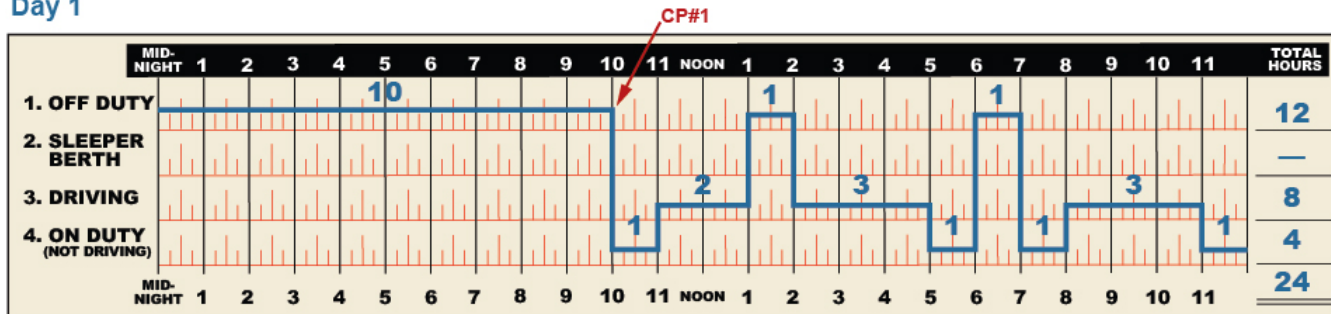 Day 1
CP#1
MID-NIGHT 1 2 3 4 5 6 7 8 9 10 11 NOON 1 2 3 4 5 6 7 8 9 10 11 TOTAL HOURS
1. OFF DUTY 10 1 1 12
2. SLEEPER BERTH —
3. DRIVING 2 3 3 8
4. ON DUTY (NOT DRIVING) 1 1 1 1 4
MID-NIGHT 1 2 3 4 5 6 7 8 9 10 11 NOON 1 2 3 4 5 6 7 8 9 10 11 24